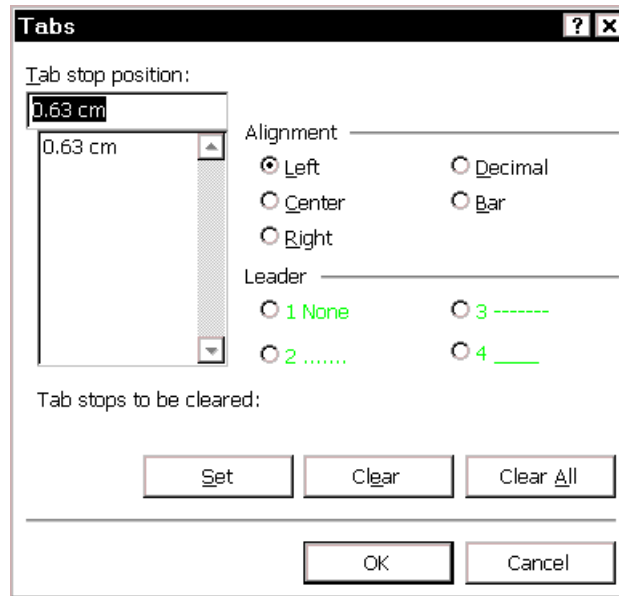 Tabs ? ×
Tab stop position:
0.63 cm
0.63 cm
Alignment
Left Decimal
Center Bar
Right
Leader
1 None 3 -------
2 ....... 4 ____
Tab stops to be cleared:
Set Clear Clear All
OK Cancel